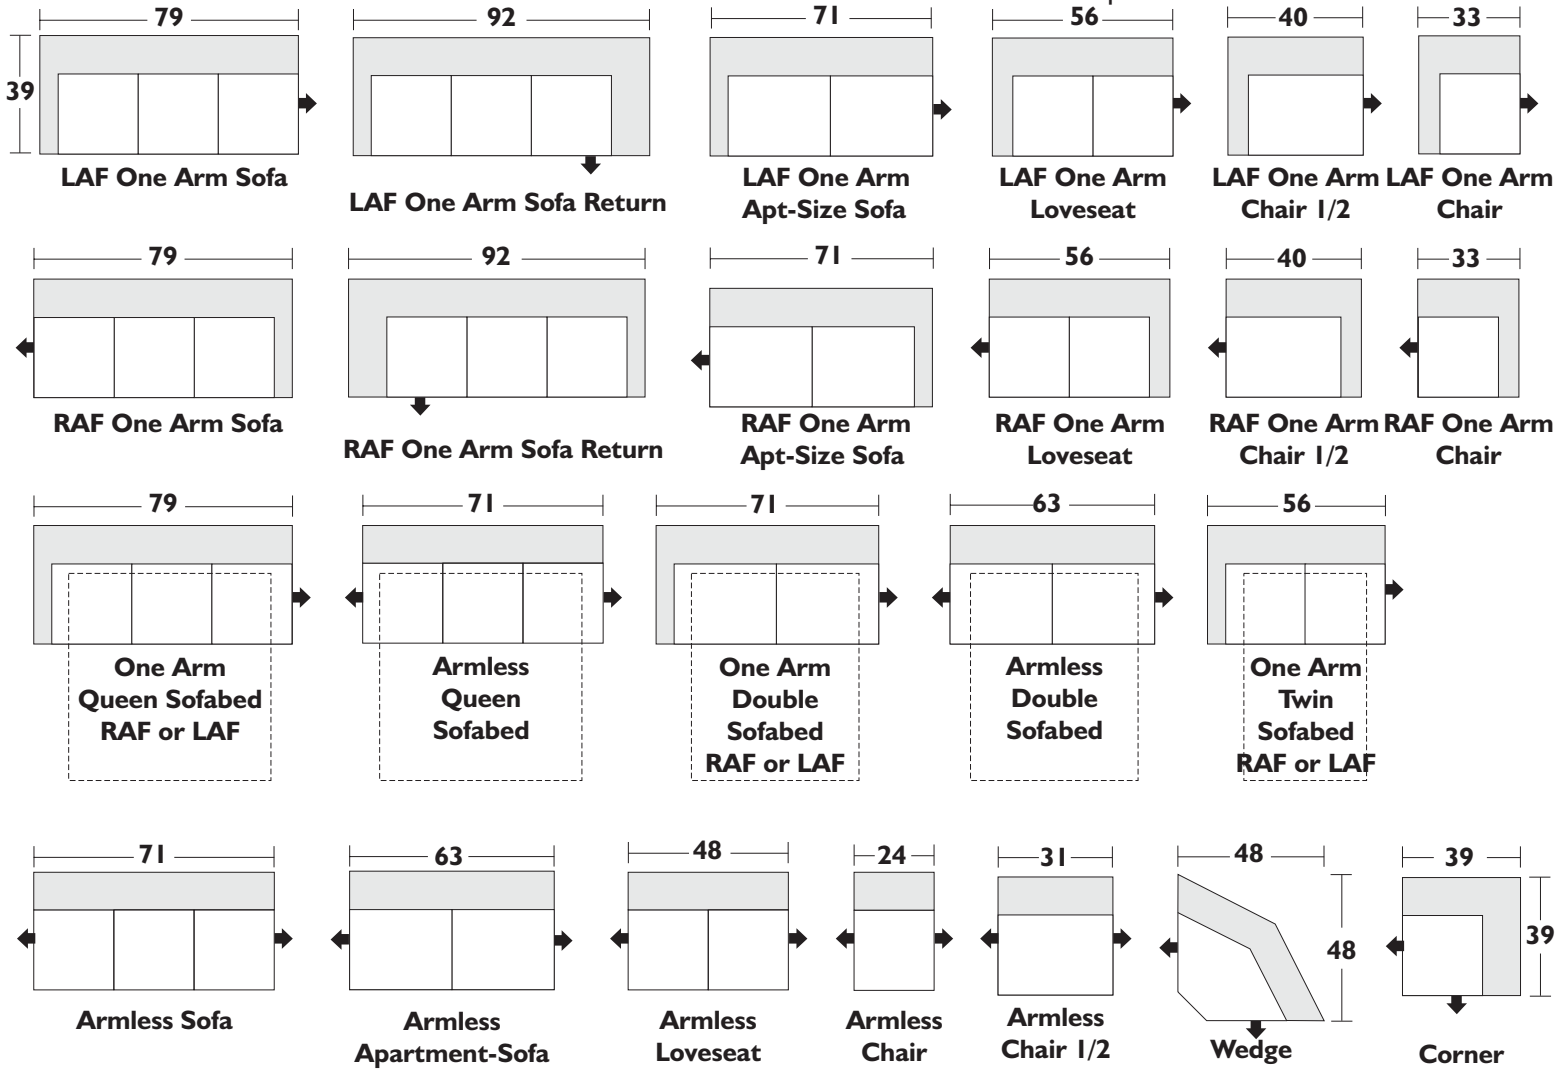 79
92
71
56
40
33
39
LAF One Arm Sofa
LAF One Arm Sofa Return
LAF One Arm
Apt-Size Sofa
LAF One Arm
Loveseat
LAF One Arm
Chair 1/2
LAF One Arm
Chair
79
92
71
56
40
33
RAF One Arm Sofa
RAF One Arm Sofa Return
RAF One Arm
Apt-Size Sofa
RAF One Arm
Loveseat
RAF One Arm
Chair 1/2
RAF One Arm
Chair
79
71
71
63
56
One Arm
Queen Sofabed
RAF or LAF
Armless
Queen
Sofabed
One Arm
Double
Sofabed
RAF or LAF
Armless
Double
Sofabed
One Arm
Twin
Sofabed
RAF or LAF
71
63
48
24
31
48
48
39
39
Armless Sofa
Armless
Apartment-Sofa
Armless
Loveseat
Armless
Chair
Armless
Chair 1/2
Wedge
Corner